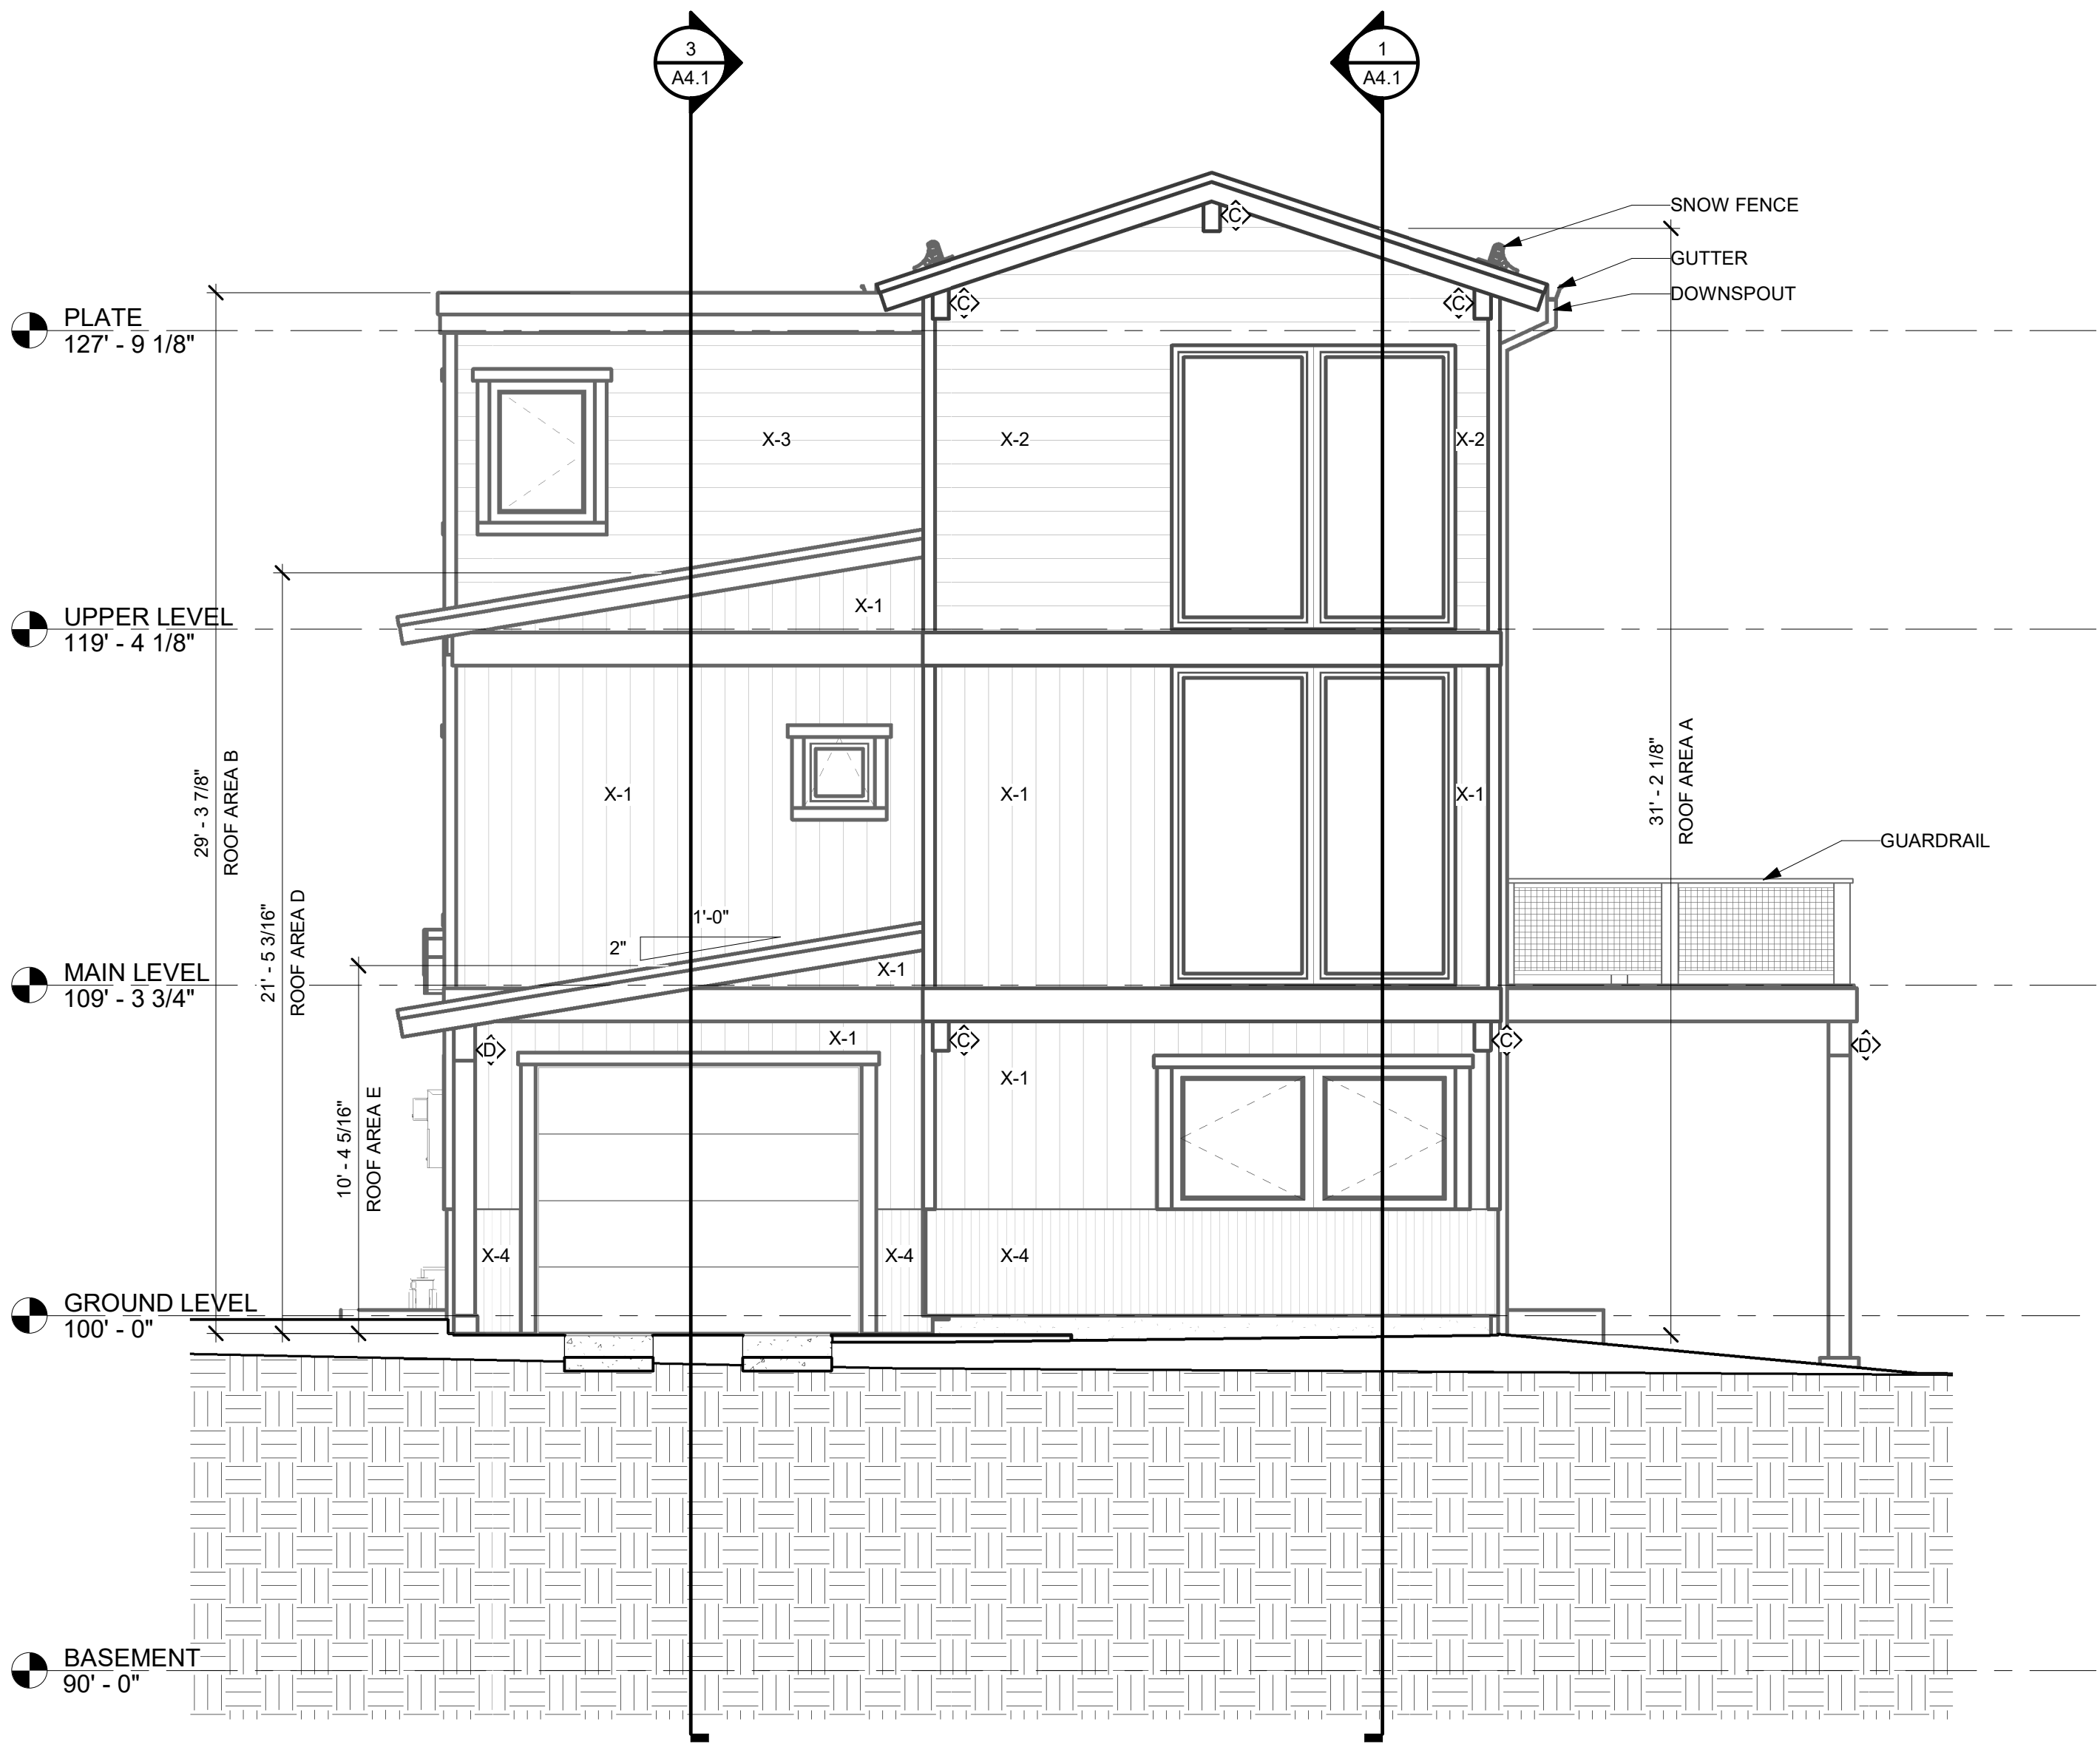 3
A4.1
1
A4.1
SNOW FENCE
GUTTER
DOWNSPOUT
C
C
C
PLATE
127' - 9 1/8"
X-3
X-2
X-2
X-1
UPPER LEVEL
119' - 4 1/8"
29' - 3 7/8"
ROOF AREA B
21' - 5 3/16"
ROOF AREA D
31' - 2 1/8"
ROOF AREA A
X-1
X-1
X-1
GUARDRAIL
1'-0"
2"
X-1
MAIN LEVEL
109' - 3 3/4"
10' - 4 5/16"
ROOF AREA E
D
X-1
C
C
D
X-1
X-4
X-4
X-4
GROUND LEVEL
100' - 0"
BASEMENT
90' - 0"